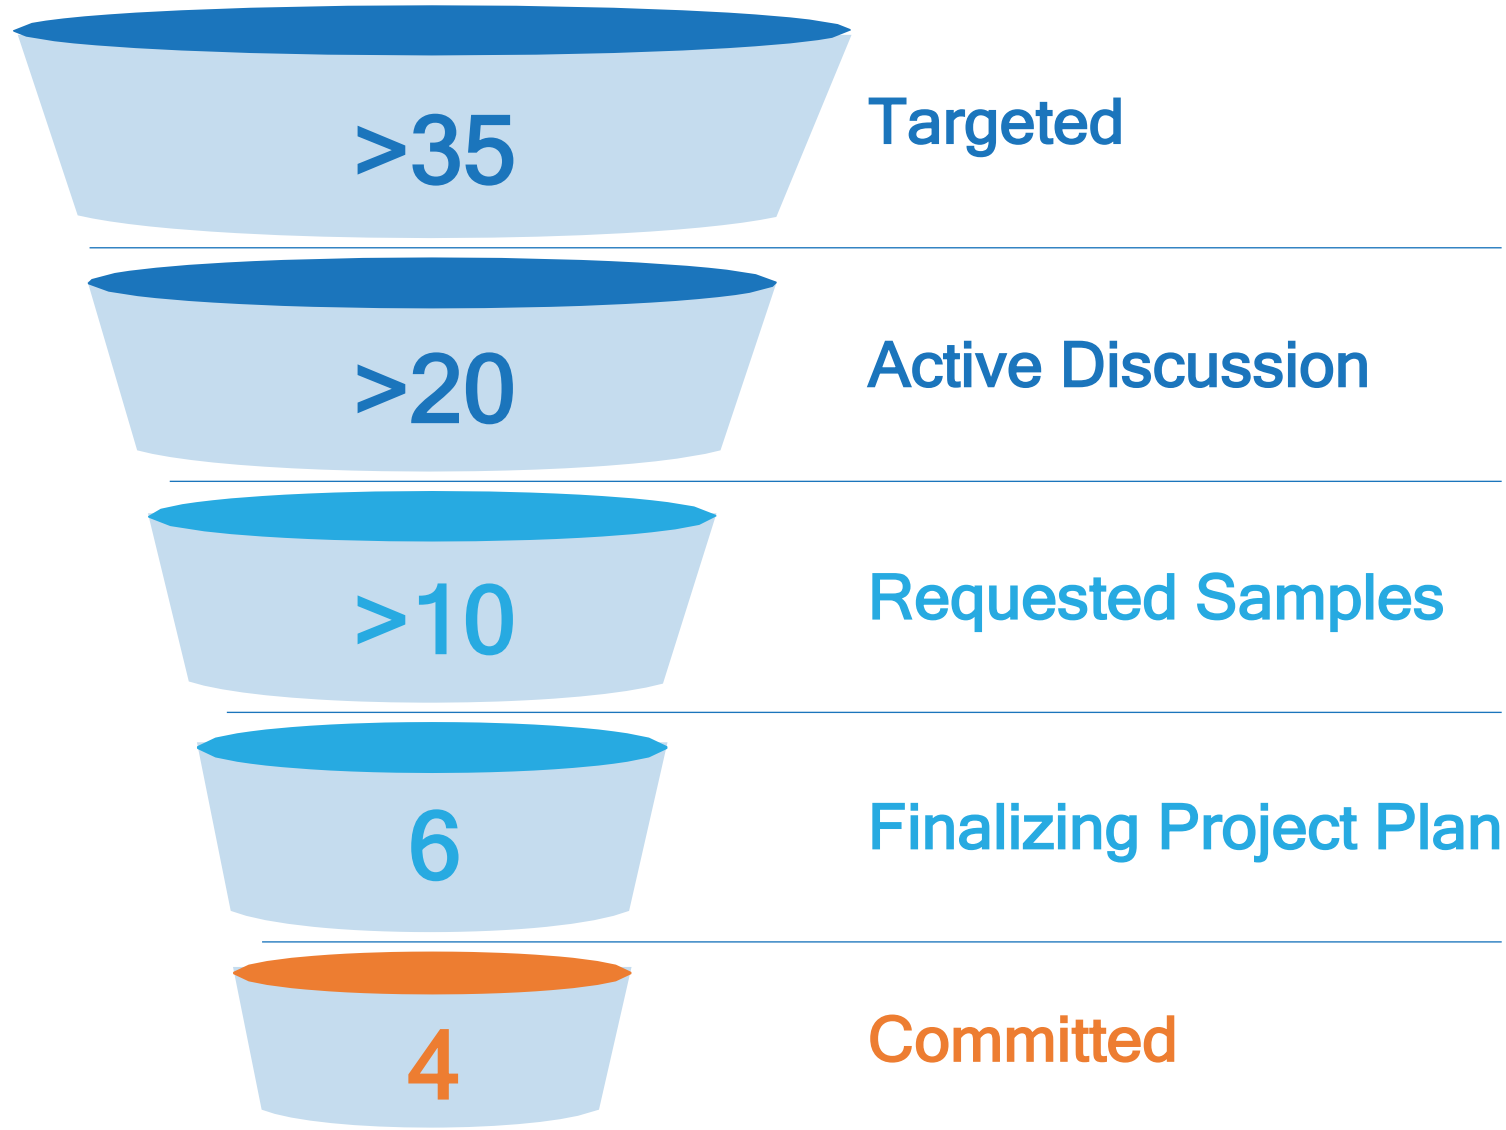 >35
Targeted
>20
Active Discussion
>10
Requested Samples
6
Finalizing Project Plan
4
Committed